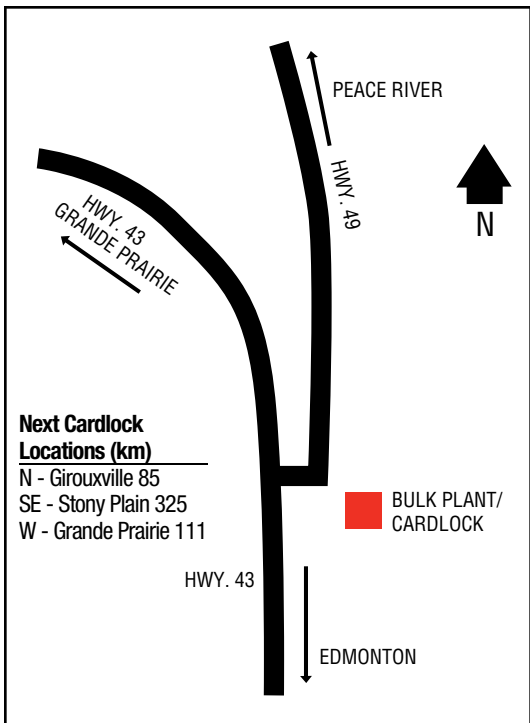 PEACE RIVER
HWY. 49
N
HWY. 43
GRANDE PRAIRIE
Next Cardlock
Locations (km)
N - Girouxville 85
SE - Stony Plain 325
W - Grande Prairie 111
BULK PLANT/
CARDLOCK
HWY. 43
EDMONTON